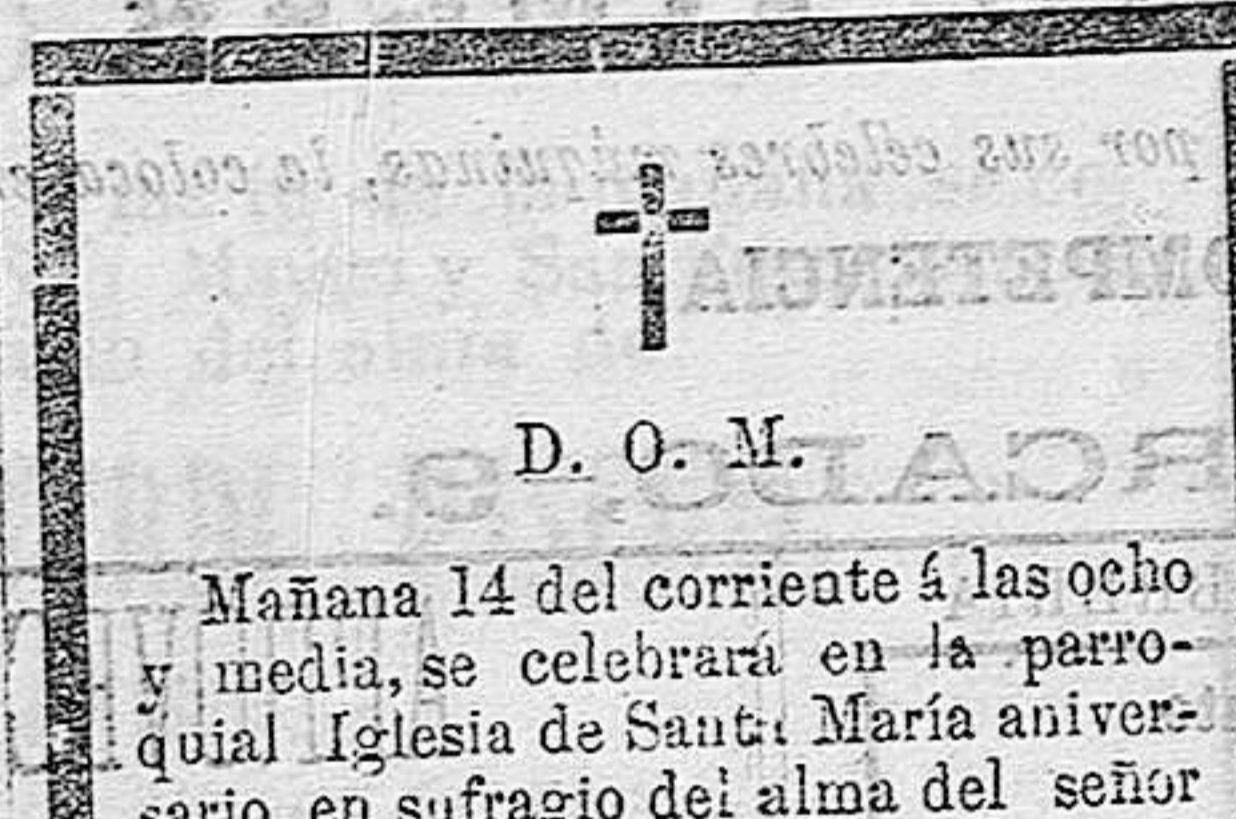 D. O. M.
Mañana 14 del corriente á las ocho
y media, se celebrará en la parro-
quial Iglesia de Santa María aniver-
sario en sufragio del alma del señor